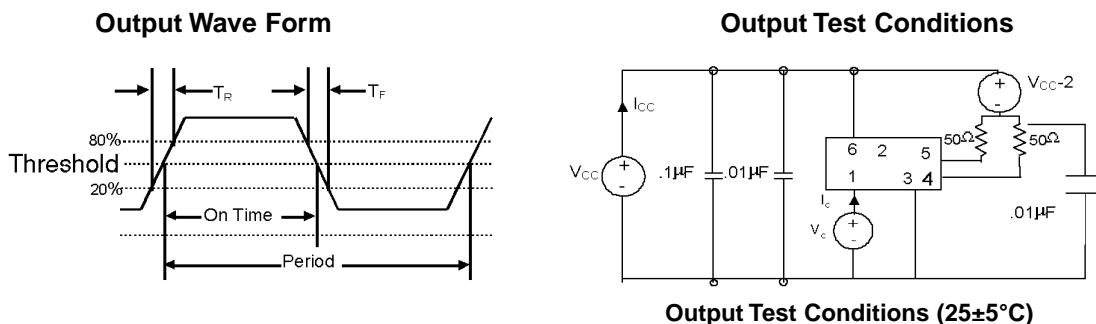 Output Wave Form
T_R
T_F
80%
Threshold
20%
On Time
Period
Output Test Conditions
V_CC-2
I_CC
50Ω
50Ω
6 2 5
1 3 4
V_CC
.1µF
.01µF
I_c
V_c
.01µF
Output Test Conditions (25±5°C)